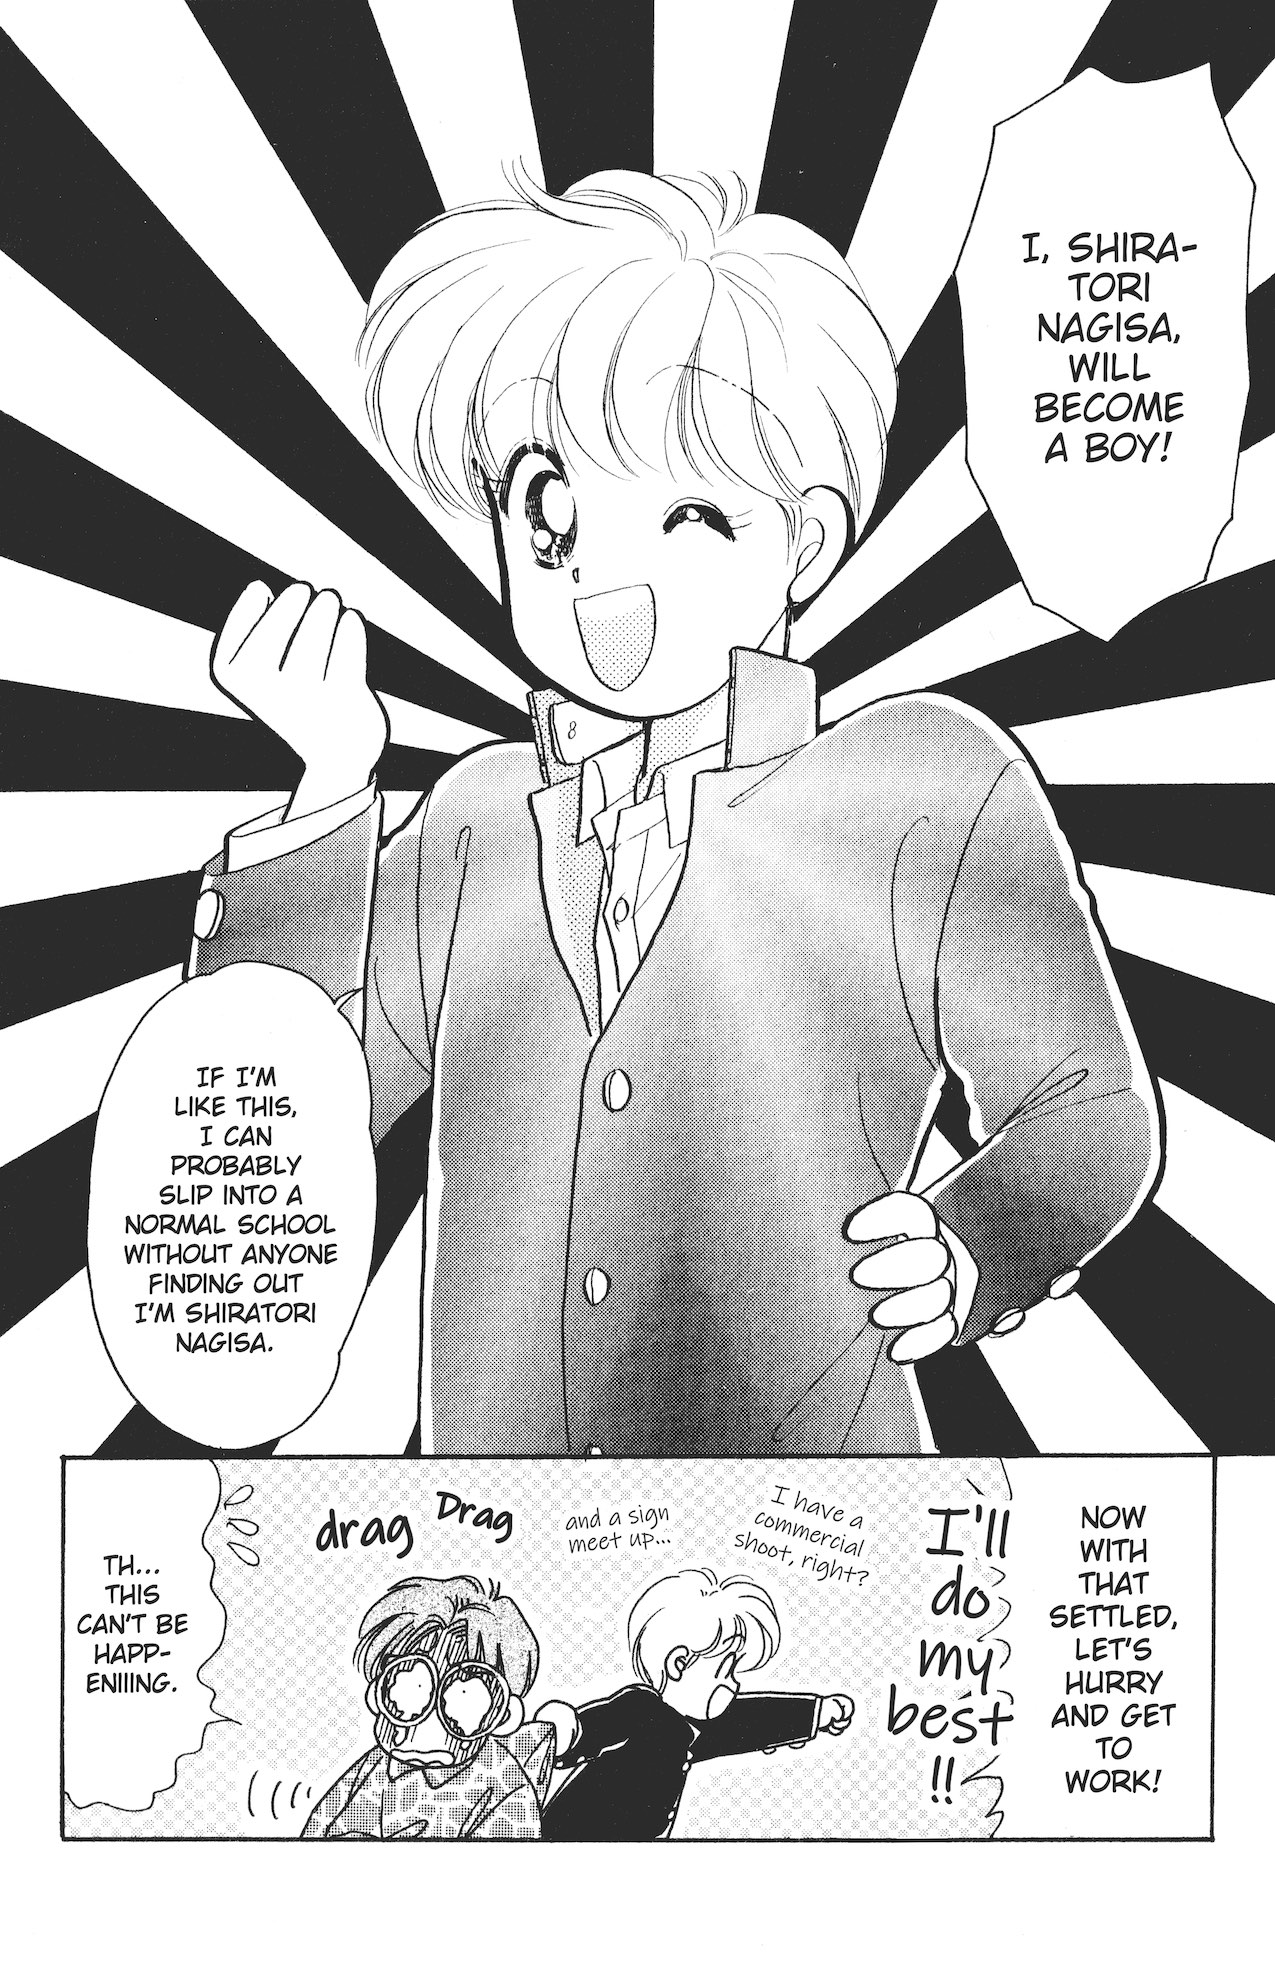 I, SHIRA-
TORI
NAGISA,
WILL
BECOME
A BOY!
8
IF I'M
LIKE THIS,
I CAN
PROBABLY
SLIP INTO A
NORMAL SCHOOL
WITHOUT ANYONE
FINDING OUT
I'M SHIRATORI
NAGISA.
NOW
WITH
THAT
SETTLED,
LET'S
HURRY
AND GET
TO
WORK!
I'll
do
my
best
!!
I have a
commercial
shoot, right?
and a sign
meet up...
Drag
drag
TH...
THIS
CAN'T BE
HAPP-
ENIIING.